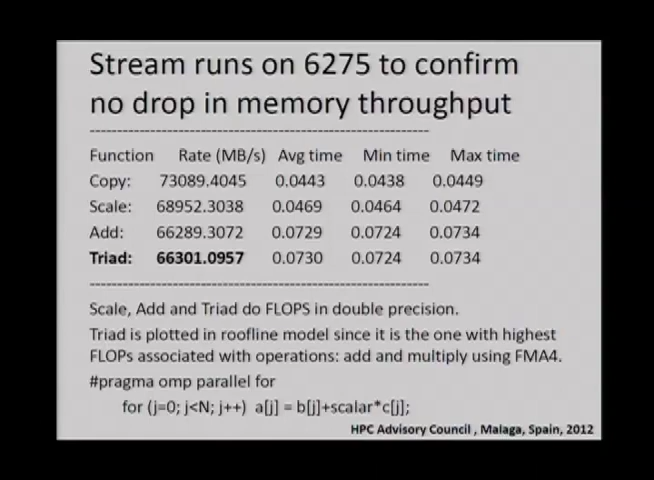 Stream runs on 6275 to confirm
no drop in memory throughput
-------------------------------------------------------------
Function Rate (MB/s) Avg time Min time Max time
Copy: 73089.4045 0.0443 0.0438 0.0449
Scale: 68952.3038 0.0469 0.0464 0.0472
Add: 66289.3072 0.0729 0.0724 0.0734
Triad: 66301.0957 0.0730 0.0724 0.0734
-------------------------------------------------------------
Scale, Add and Triad do FLOPS in double precision.
Triad is plotted in roofline model since it is the one with highest
FLOPs associated with operations: add and multiply using FMA4.
#pragma omp parallel for
for (j=0; j<N; j++) a[j] = b[j]+scalar*c[j];
HPC Advisory Council , Malaga, Spain, 2012